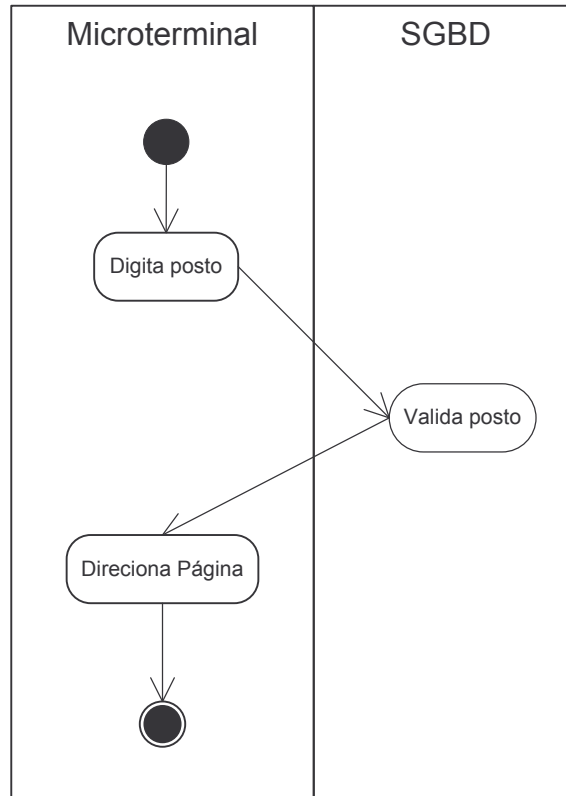 Microterminal
SGBD
Digita posto
Valida posto
Direciona Página